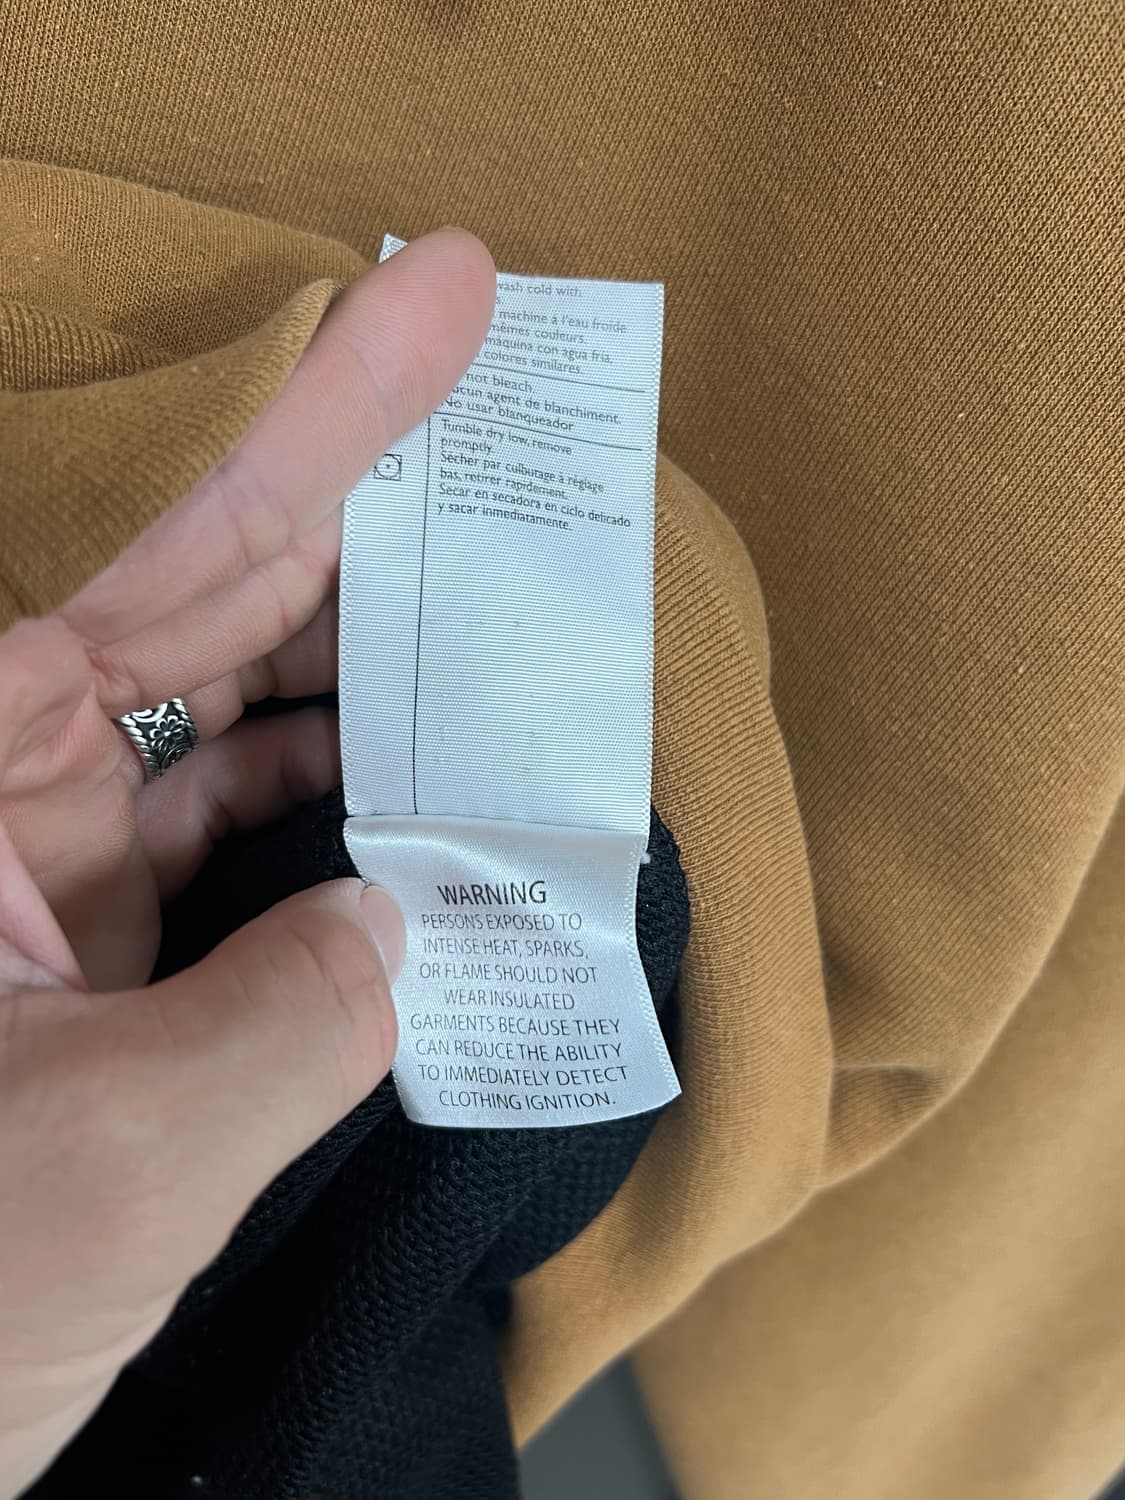 wash cold with
machine à l'eau froide
mêmes couleurs.
máquina con agua fría,
colores similares.
not bleach.
aucun agent de blanchiment.
No usar blanqueador
Tumble dry low, remove
promptly.
Secher par culbutage à réglage
bas, retirer rapidement.
Secar en secadora en ciclo delicado
y sacar inmediatamente.
WARNING
PERSONS EXPOSED TO
INTENSE HEAT, SPARKS,
OR FLAME SHOULD NOT
WEAR INSULATED
GARMENTS BECAUSE THEY
CAN REDUCE THE ABILITY
TO IMMEDIATELY DETECT
CLOTHING IGNITION.